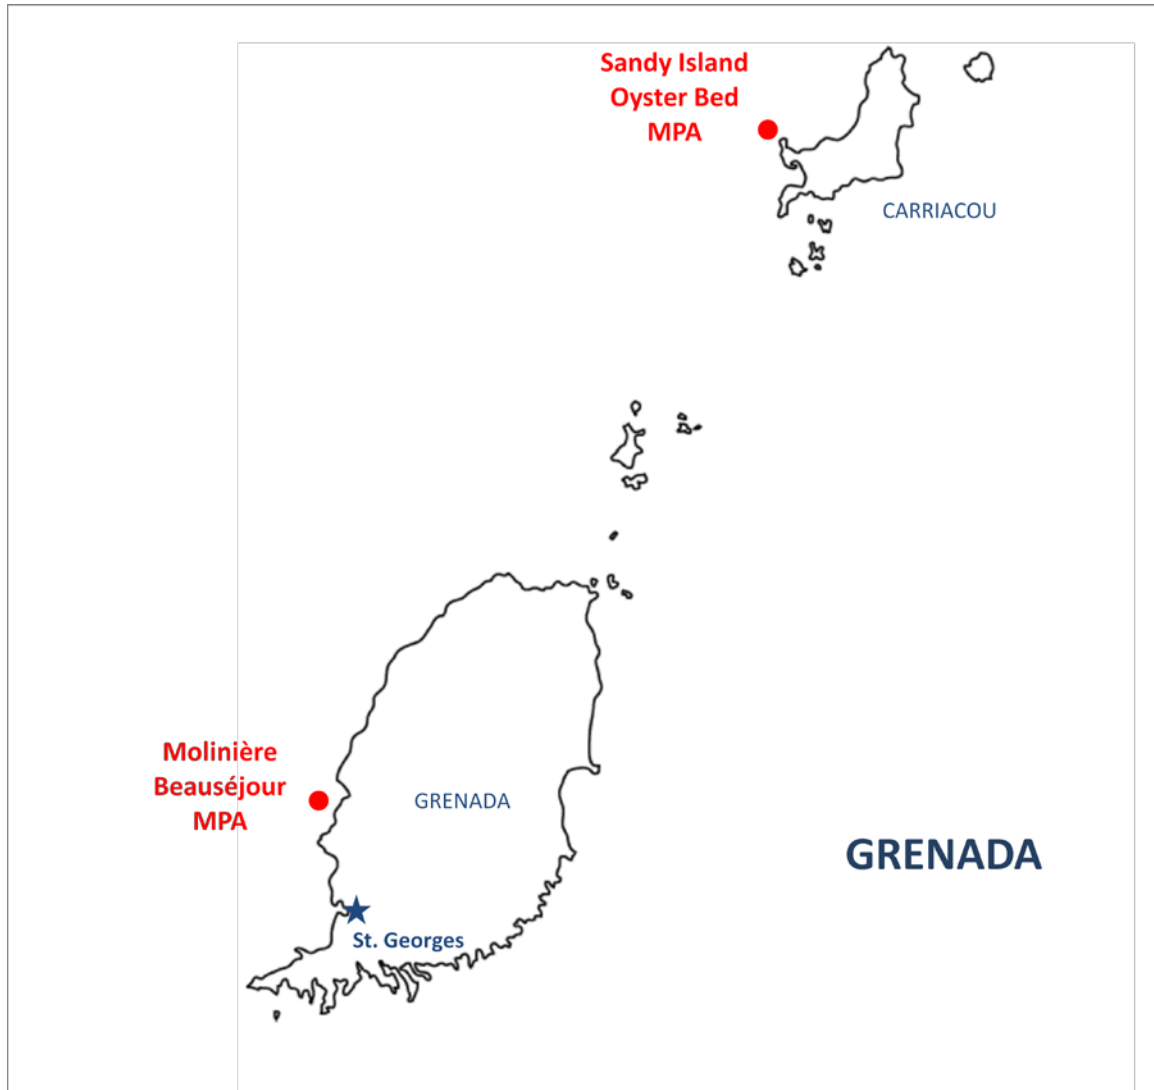 Sandy Island
Oyster Bed
MPA
CARRIACOU
Molinière
Beauséjour
MPA
GRENADA
GRENADA
St. Georges